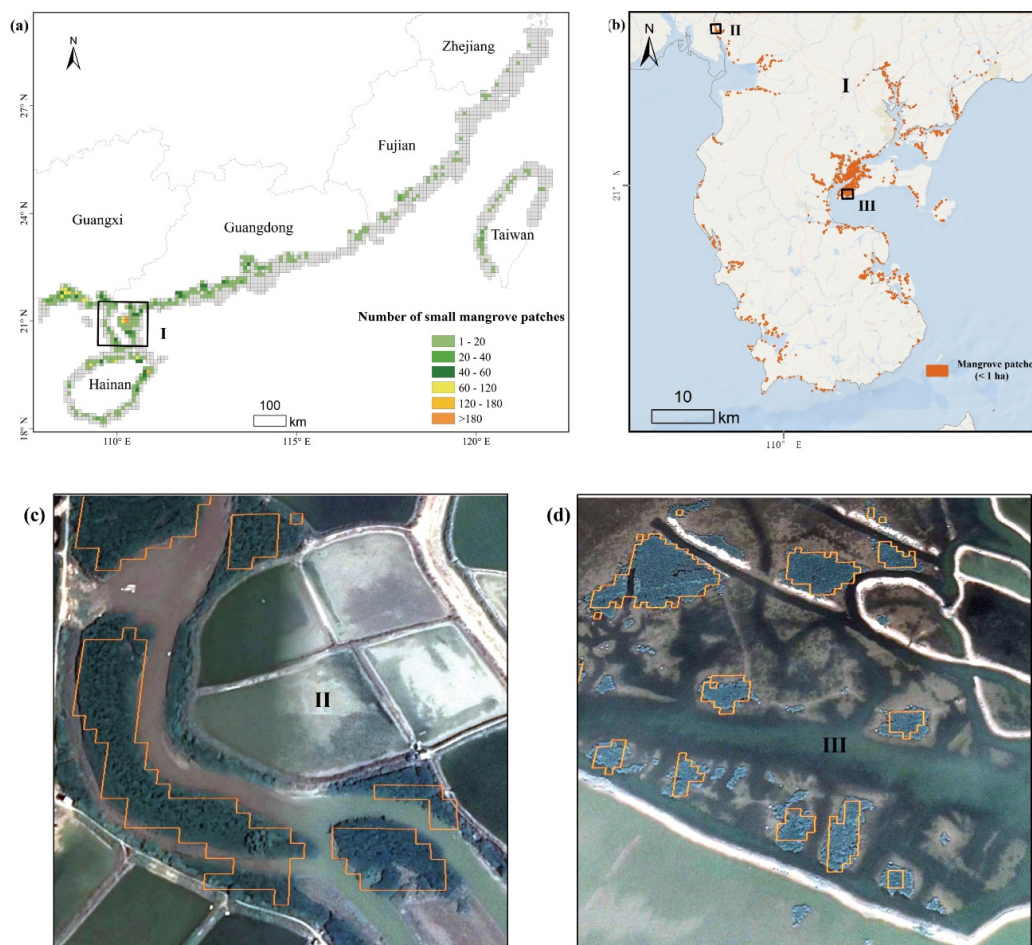 (a)
N
Zhejiang
27° N
Fujian
24° N
Guangxi
Guangdong
Taiwan
21° N
I
Number of small mangrove patches
1 - 20
20 - 40
40 - 60
60 - 120
120 - 180
>180
Hainan
100
km
18° N
110° E
115° E
120° E
(b)
N
II
I
21° N
III
Mangrove patches
(< 1 ha)
10
km
110° E
(c)
II
(d)
III